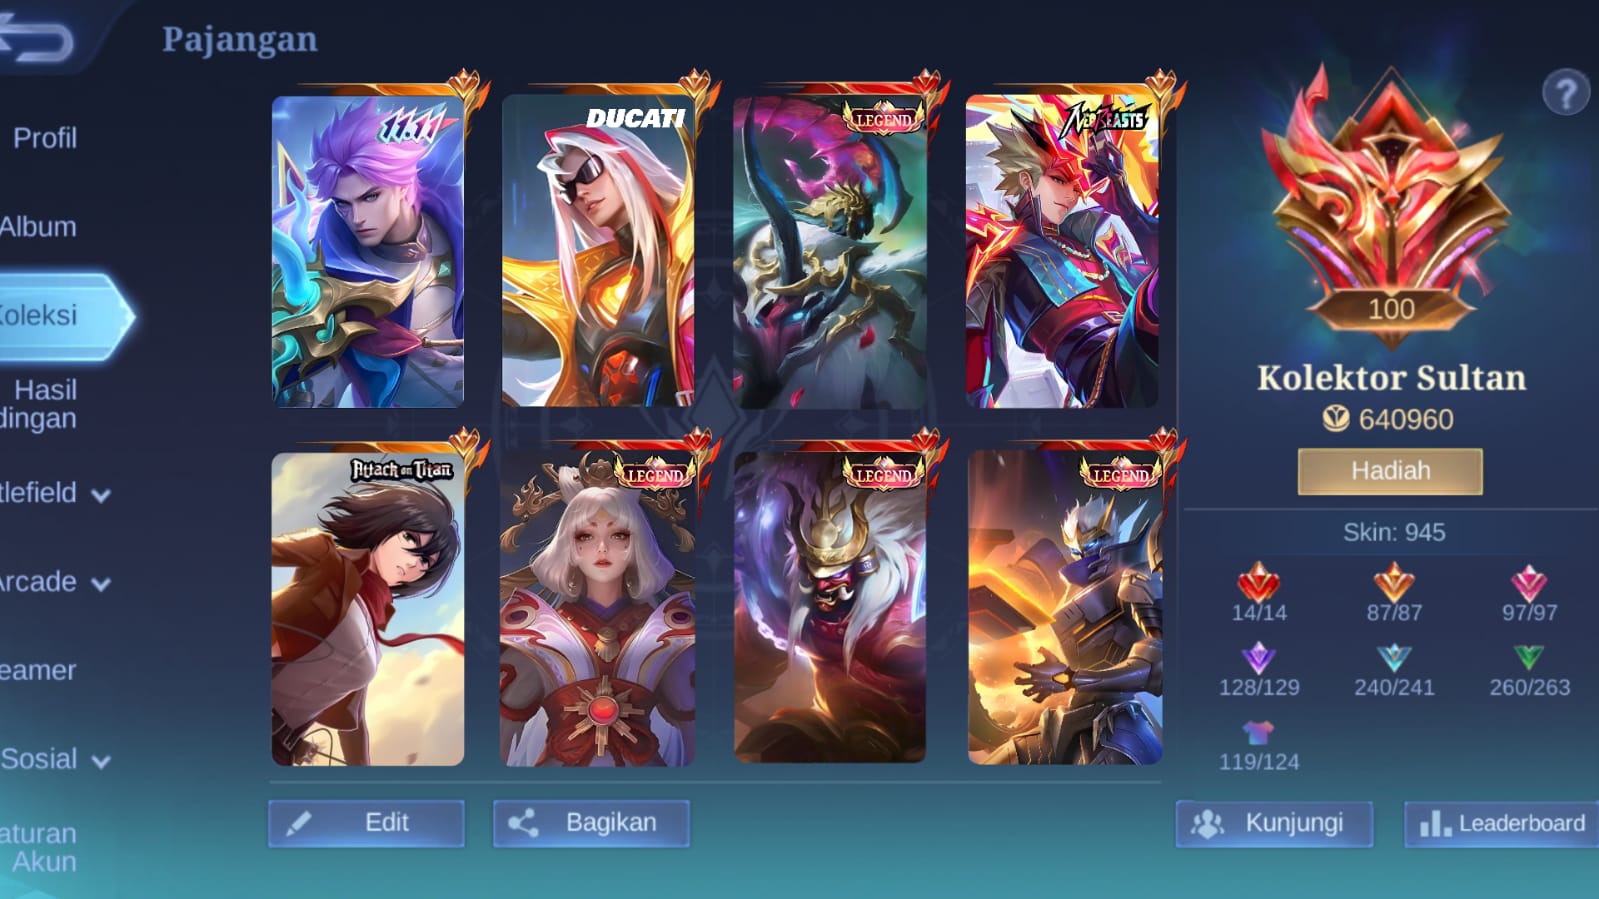 Pajangan
?
Profil
Album
Koleksi
Hasil
dingan
tlefield
Arcade
eamer
Sosial
aturan
Akun
11.11
DUCATI
LEGEND
NEOBEASTS
Attack on Titan
LEGEND
LEGEND
LEGEND
Edit
Bagikan
100
Kolektor Sultan
640960
Hadiah
Skin: 945
14/14
87/87
97/97
128/129
240/241
260/263
119/124
Kunjungi
Leaderboard